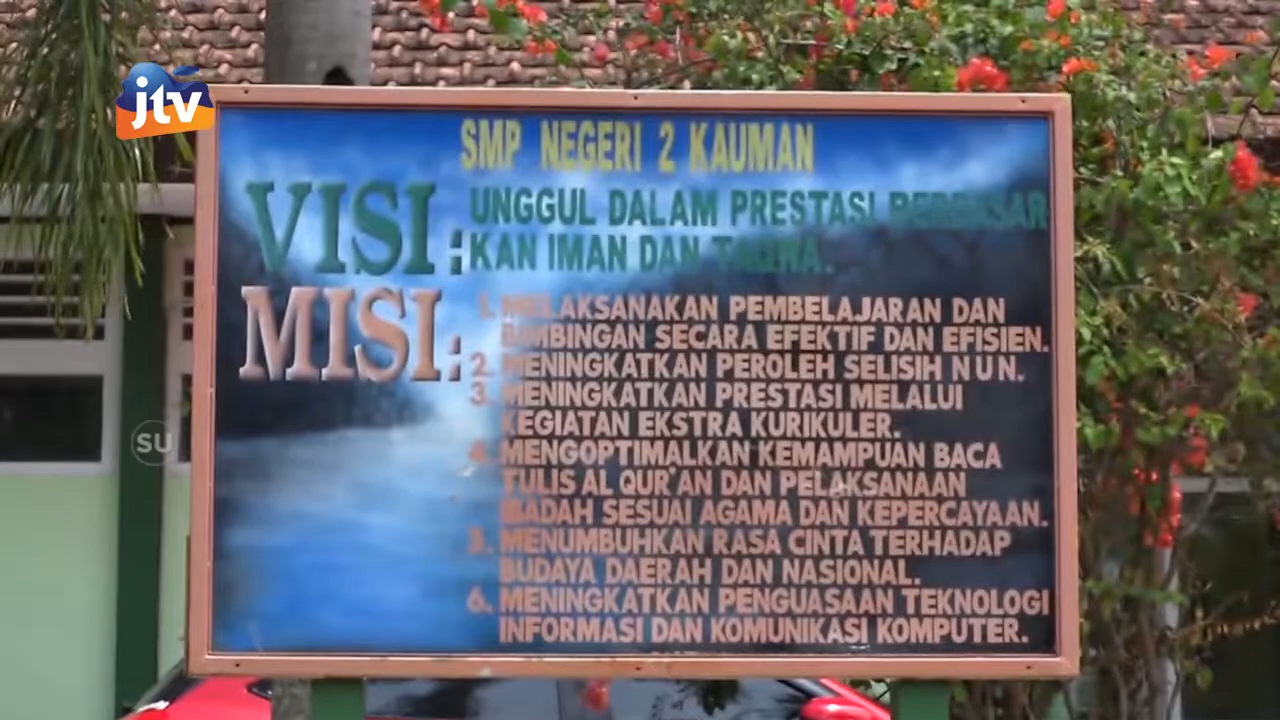 jtv
SMP NEGERI 2 KAUMAN
VISI : UNGGUL DALAM PRESTASI BERDASAR
KAN IMAN DAN TAQWA.
MISI : 1. MELAKSANAKAN PEMBELAJARAN DAN
BIMBINGAN SECARA EFEKTIF DAN EFISIEN.
2. MENINGKATKAN PEROLEH SELISIH NUN.
3. MENINGKATKAN PRESTASI MELALUI
KEGIATAN EKSTRA KURIKULER.
4. MENGOPTIMALKAN KEMAMPUAN BACA
TULIS AL QUR'AN DAN PELAKSANAAN
IBADAH SESUAI AGAMA DAN KEPERCAYAAN.
5. MENUMBUHKAN RASA CINTA TERHADAP
BUDAYA DAERAH DAN NASIONAL.
6. MENINGKATKAN PENGUASAAN TEKNOLOGI
INFORMASI DAN KOMUNIKASI KOMPUTER.
SU